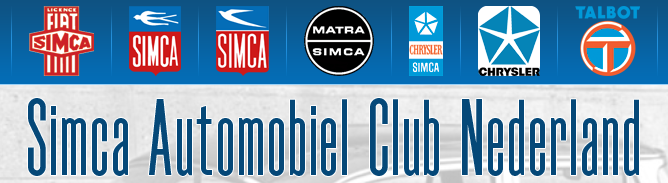 LICENCE
FIAT
SIMCA
SIMCA
SIMCA
MATRA
SIMCA
CHRYSLER
SIMCA
CHRYSLER
TALBOT
Simca Automobiel Club Nederland